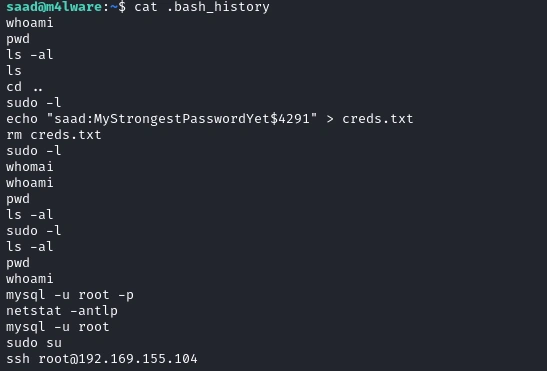 saad@m4lware:~$ cat .bash_history
whoami
pwd
ls -al
ls
cd ..
sudo -l
echo "saad:MyStrongestPasswordYet$4291" > creds.txt
rm creds.txt
sudo -l
whomai
whoami
pwd
ls -al
sudo -l
ls -al
pwd
whoami
mysql -u root -p
netstat -antlp
mysql -u root
sudo su
ssh root@192.169.155.104